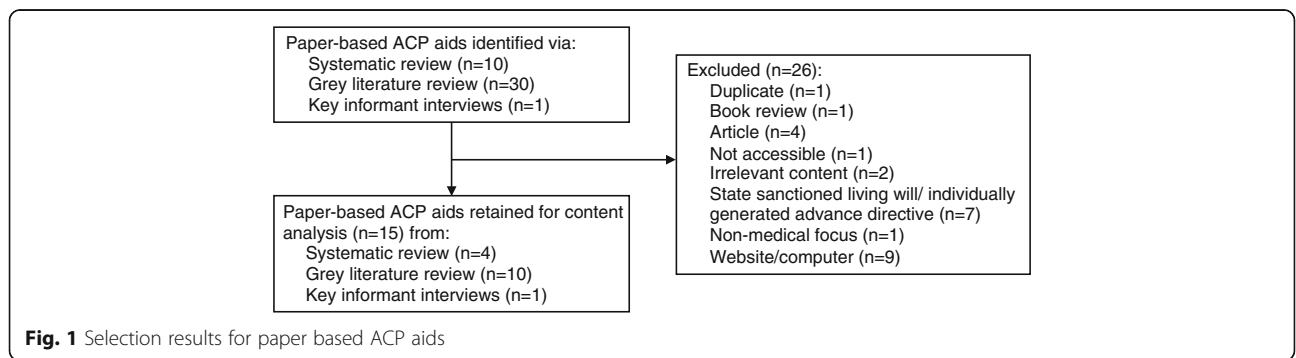 Paper-based ACP aids identified via:
Systematic review (n=10)
Grey literature review (n=30)
Key informant interviews (n=1)
Excluded (n=26):
Duplicate (n=1)
Book review (n=1)
Article (n=4)
Not accessible (n=1)
Irrelevant content (n=2)
State sanctioned living will/ individually
generated advance directive (n=7)
Non-medical focus (n=1)
Website/computer (n=9)
Paper-based ACP aids retained for content
analysis (n=15) from:
Systematic review (n=4)
Grey literature review (n=10)
Key informant interviews (n=1)
Fig. 1 Selection results for paper based ACP aids